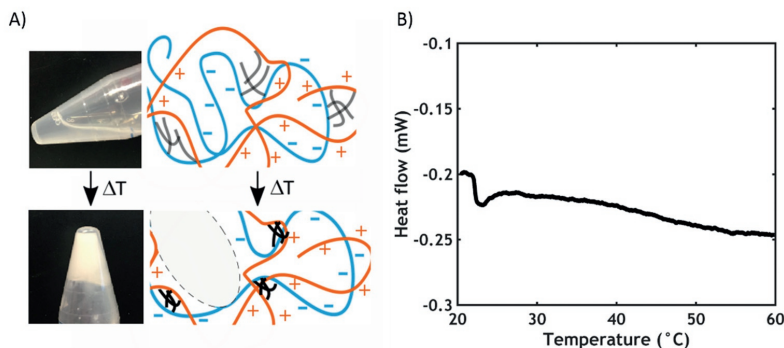 A)
ΔT
ΔT
B)
Heat flow (mW)
-0.1
-0.15
-0.2
-0.25
-0.3
20
30
40
50
60
Temperature (°C)